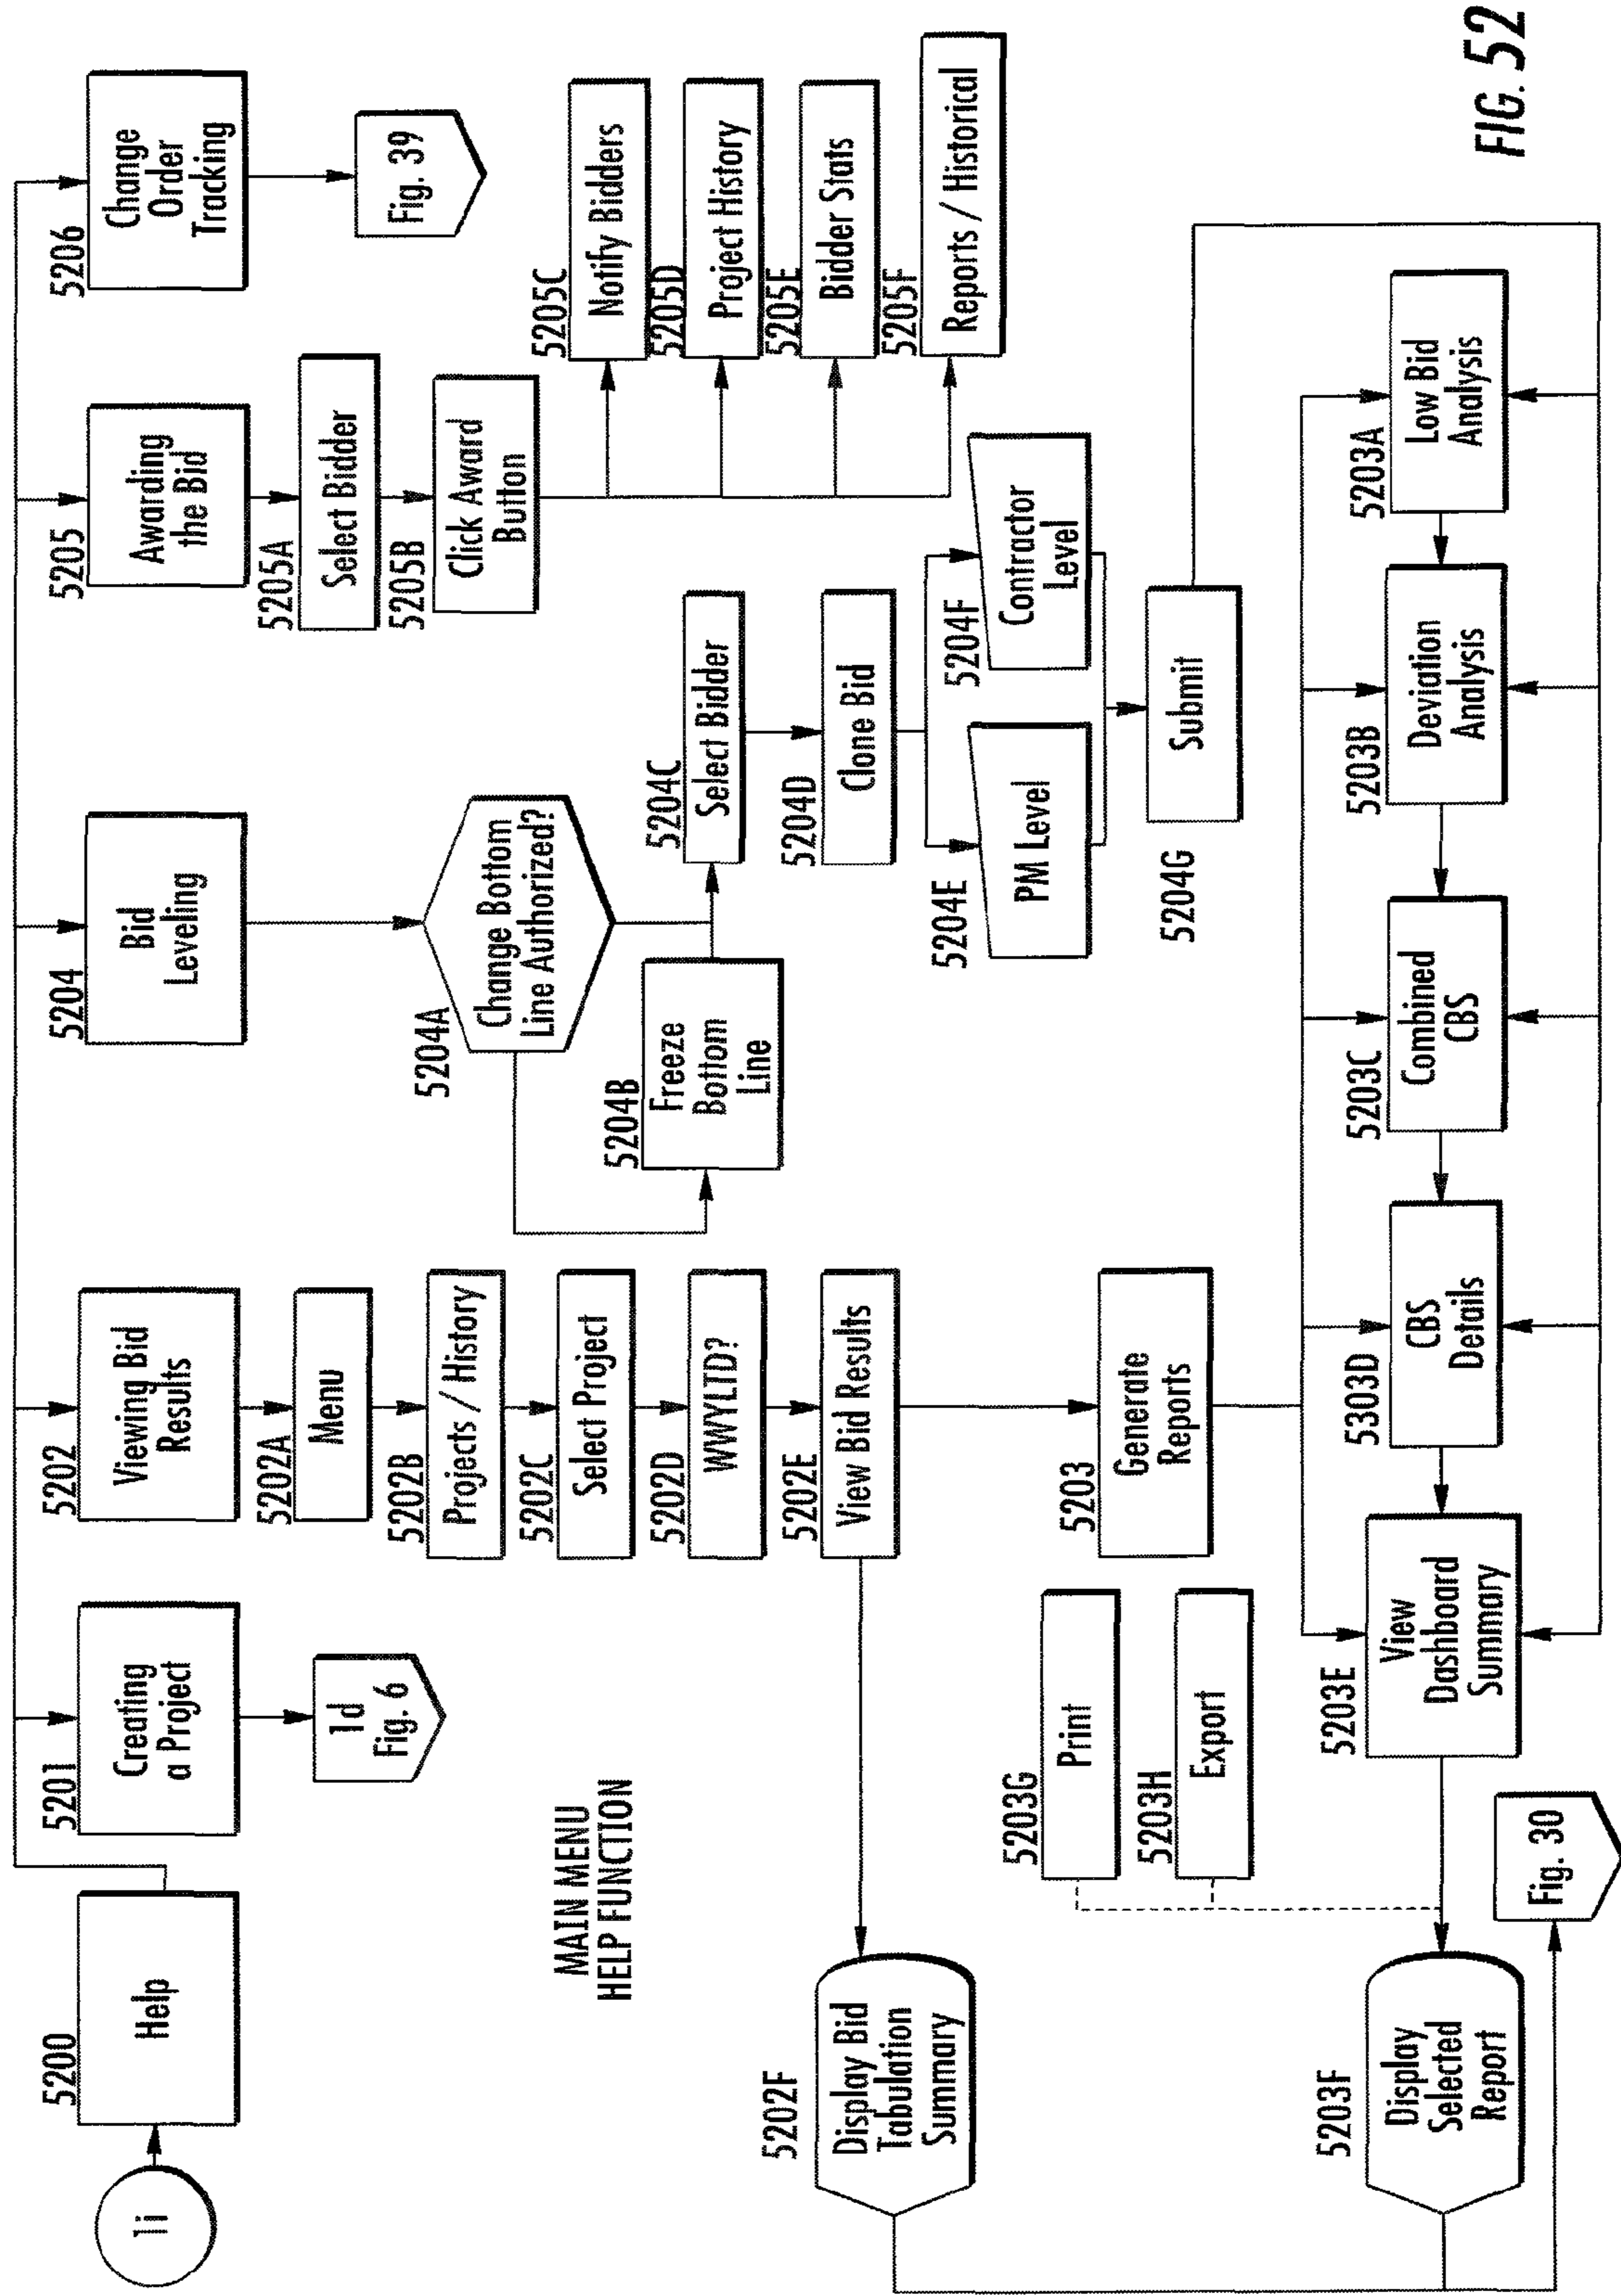 1i
5200
Help
5201
Creating
a Project
1d
Fig. 6
5202
Viewing Bid
Results
5202A
Menu
5202B
Projects / History
5202C
Select Project
5202D
WWYLTD?
5202E
View Bid Results
5204
Bid
Leveling
5204A
Change Bottom
Line Authorized?
5204B
Freeze
Bottom
Line
5204C
Select Bidder
5204D
Clone Bid
5204E
PM Level
5204F
Contractor
Level
5204G
Submit
5205
Awarding
the Bid
5205A
Select Bidder
5205B
Click Award
Button
5205C
Notify Bidders
5205D
Project History
5205E
Bidder Stats
5205F
Reports / Historical
5206
Change
Order
Tracking
Fig. 39
MAIN MENU
HELP FUNCTION
5202F
Display Bid
Tabulation
Summary
5203
Generate
Reports
5203G
Print
5203H
Export
5203F
Display
Selected
Report
5203E
View
Dashboard
Summary
5303D
CBS
Details
5203C
Combined
CBS
5203B
Deviation
Analysis
5203A
Low Bid
Analysis
Fig. 30
FIG. 52